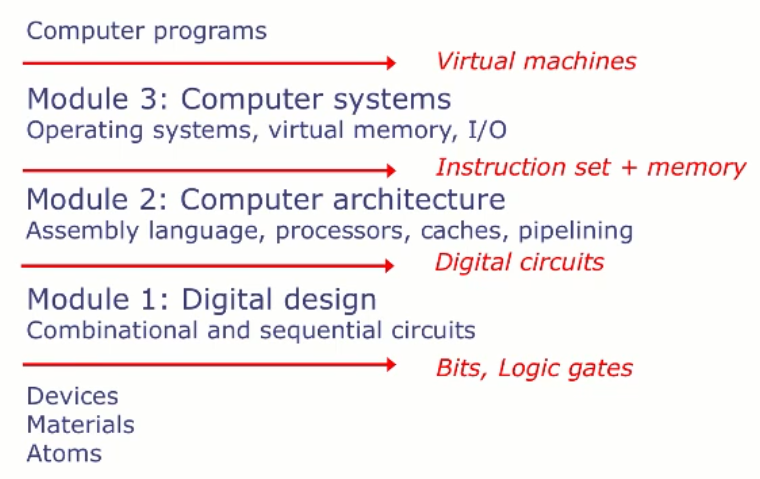 Computer programs
Virtual machines
Module 3: Computer systems
Operating systems, virtual memory, I/O
Instruction set + memory
Module 2: Computer architecture
Assembly language, processors, caches, pipelining
Digital circuits
Module 1: Digital design
Combinational and sequential circuits
Bits, Logic gates
Devices
Materials
Atoms